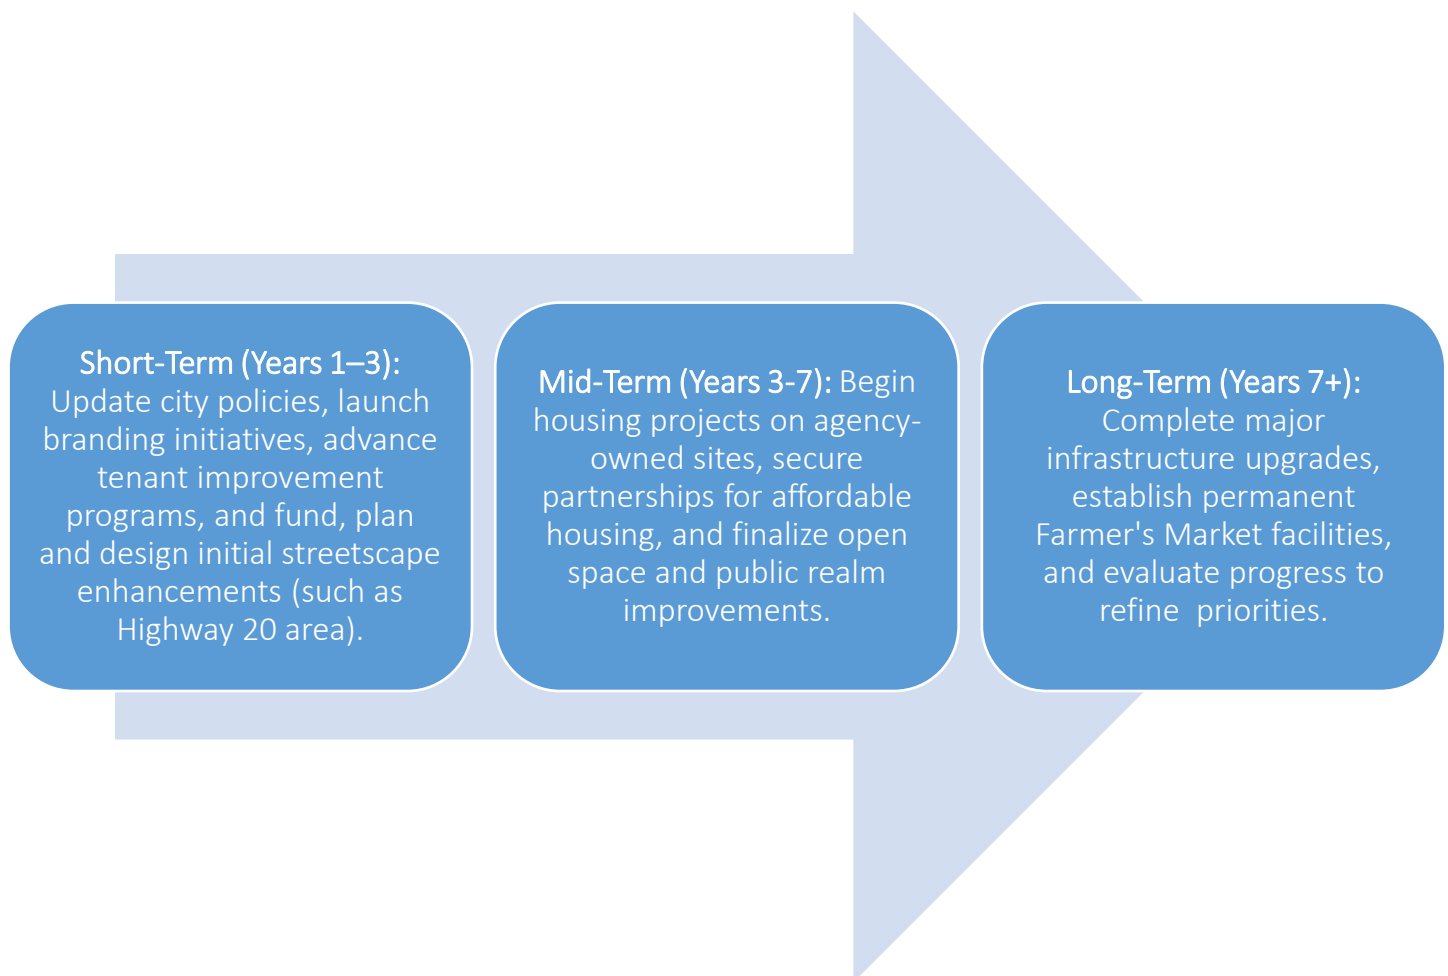 Short-Term (Years 1–3):
Update city policies, launch
branding initiatives, advance
tenant improvement
programs, and fund, plan
and design initial streetscape
enhancements (such as
Highway 20 area).
Mid-Term (Years 3-7): Begin
housing projects on agency-
owned sites, secure
partnerships for affordable
housing, and finalize open
space and public realm
improvements.
Long-Term (Years 7+):
Complete major
infrastructure upgrades,
establish permanent
Farmer's Market facilities,
and evaluate progress to
refine  priorities.